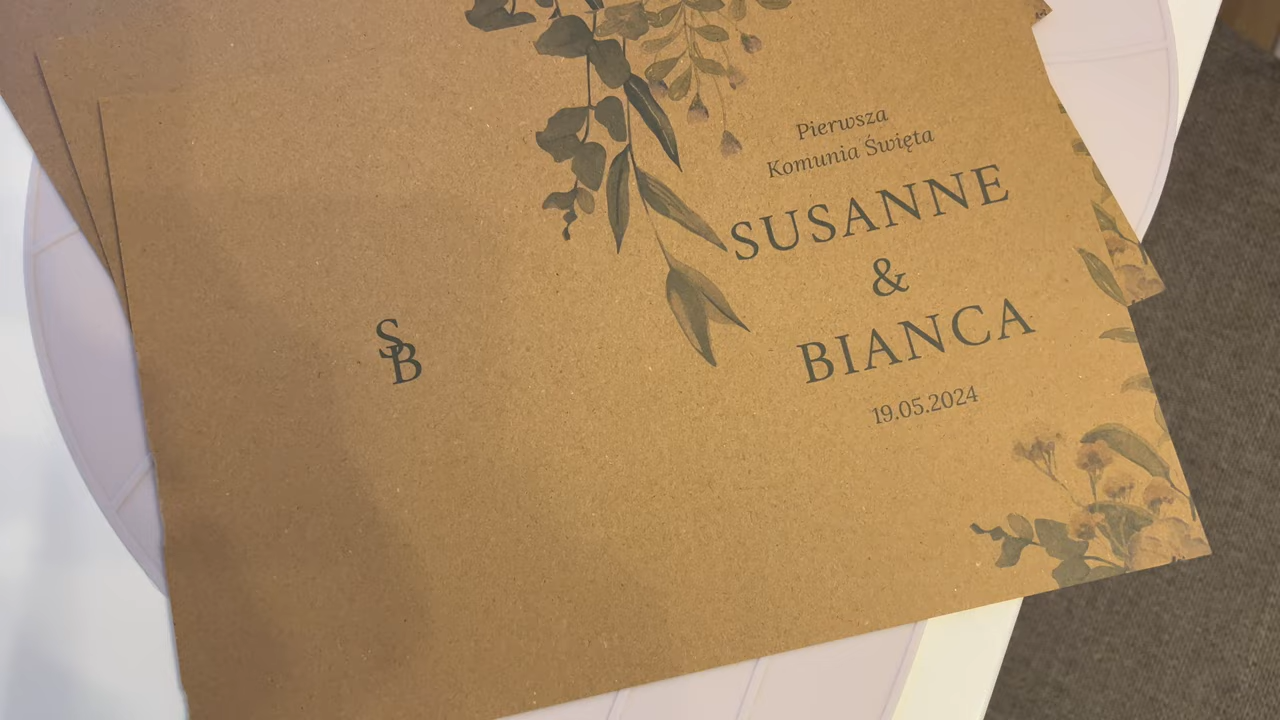 Pierwsza
Komunia Święta
SUSANNE
&
BIANCA
19.05.2024
SB